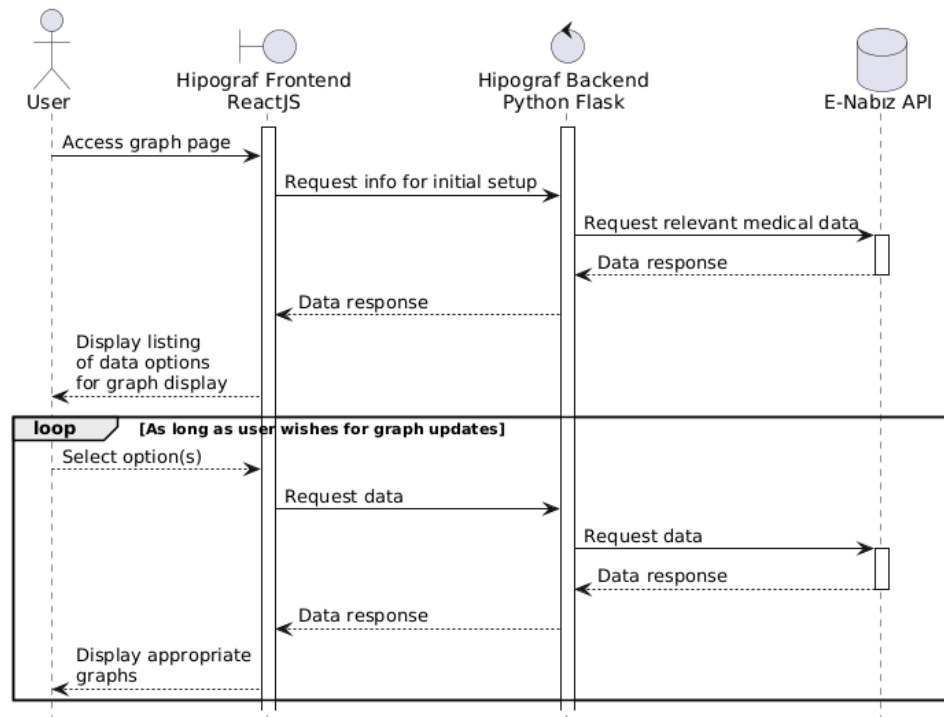 User
Hipograf Frontend
ReactJS
Hipograf Backend
Python Flask
E-Nabız API
Access graph page
Request info for initial setup
Request relevant medical data
Data response
Data response
Display listing
of data options
for graph display
loop [As long as user wishes for graph updates]
Select option(s)
Request data
Request data
Data response
Data response
Display appropriate
graphs